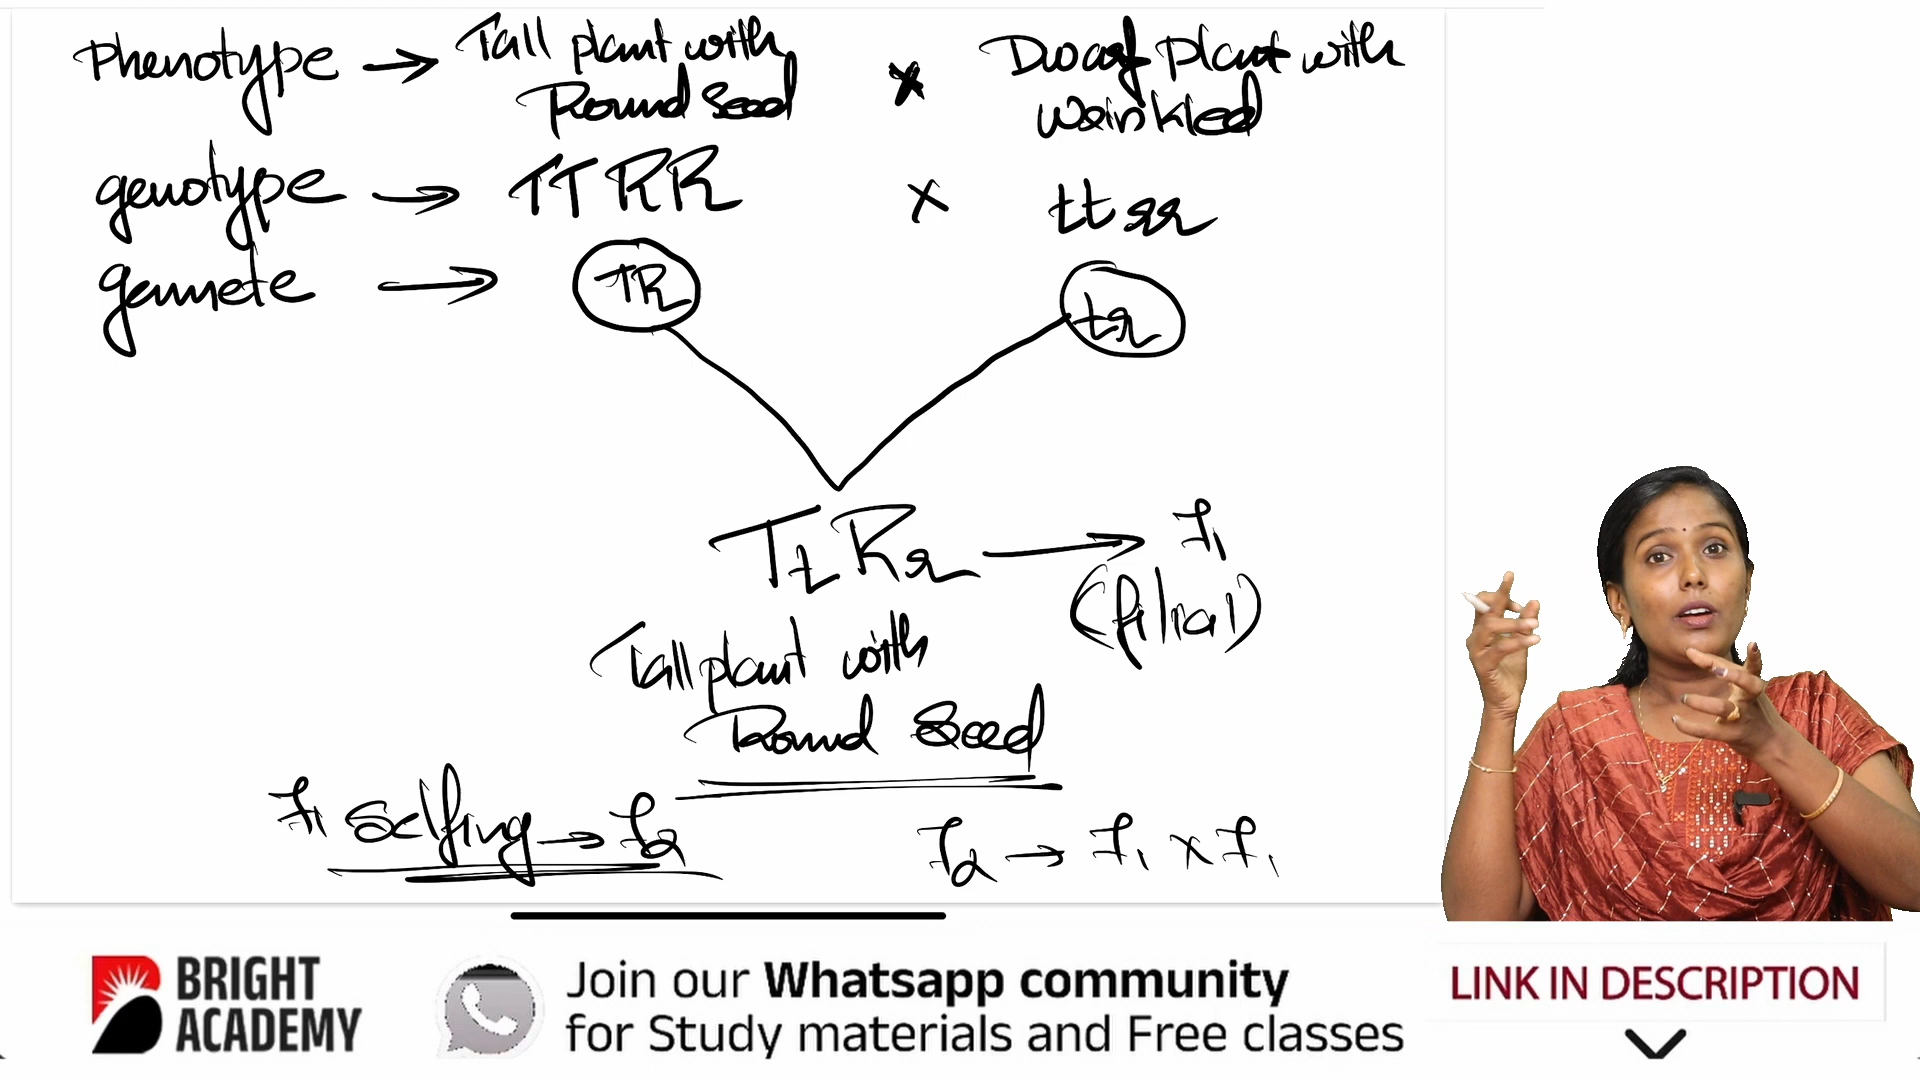 Phenotype → Tall plant with Round Seed × Dwarf plant with wrinkled
genotype → TTRR × ttrr
gamete → TR tr
TtRr → F1
(filial)
Tall plant with
Round Seed
F1 selfing → F2
F2 → F1 × F1
BRIGHT
ACADEMY
Join our Whatsapp community
for Study materials and Free classes
LINK IN DESCRIPTION